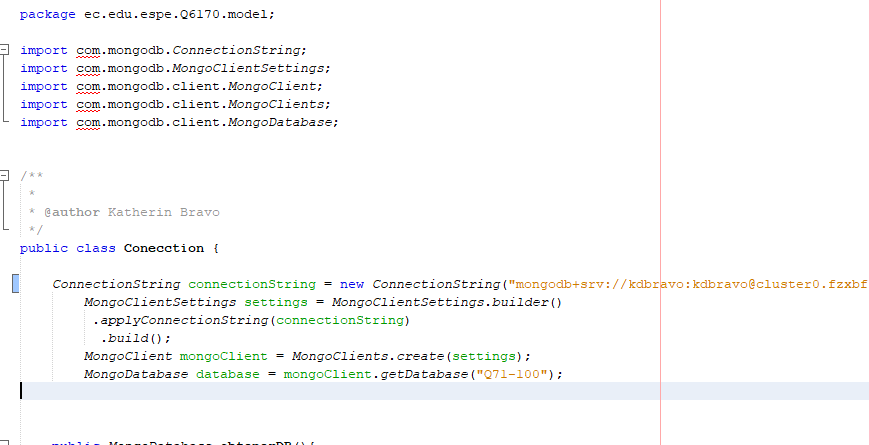 package ec.edu.espe.Q6170.model;
import com.mongodb.ConnectionString;
import com.mongodb.MongoClientSettings;
import com.mongodb.client.MongoClient;
import com.mongodb.client.MongoClients;
import com.mongodb.client.MongoDatabase;
/**
*
* @author Katherin Bravo
*/
public class Conecction {
ConnectionString connectionString = new ConnectionString("mongodb+srv://kdbravo:kdbravo@cluster0.fzxbf
MongoClientSettings settings = MongoClientSettings.builder()
.applyConnectionString(connectionString)
.build();
MongoClient mongoClient = MongoClients.create(settings);
MongoDatabase database = mongoClient.getDatabase("Q71-100");
public MongoDatabase obtenerDB(){